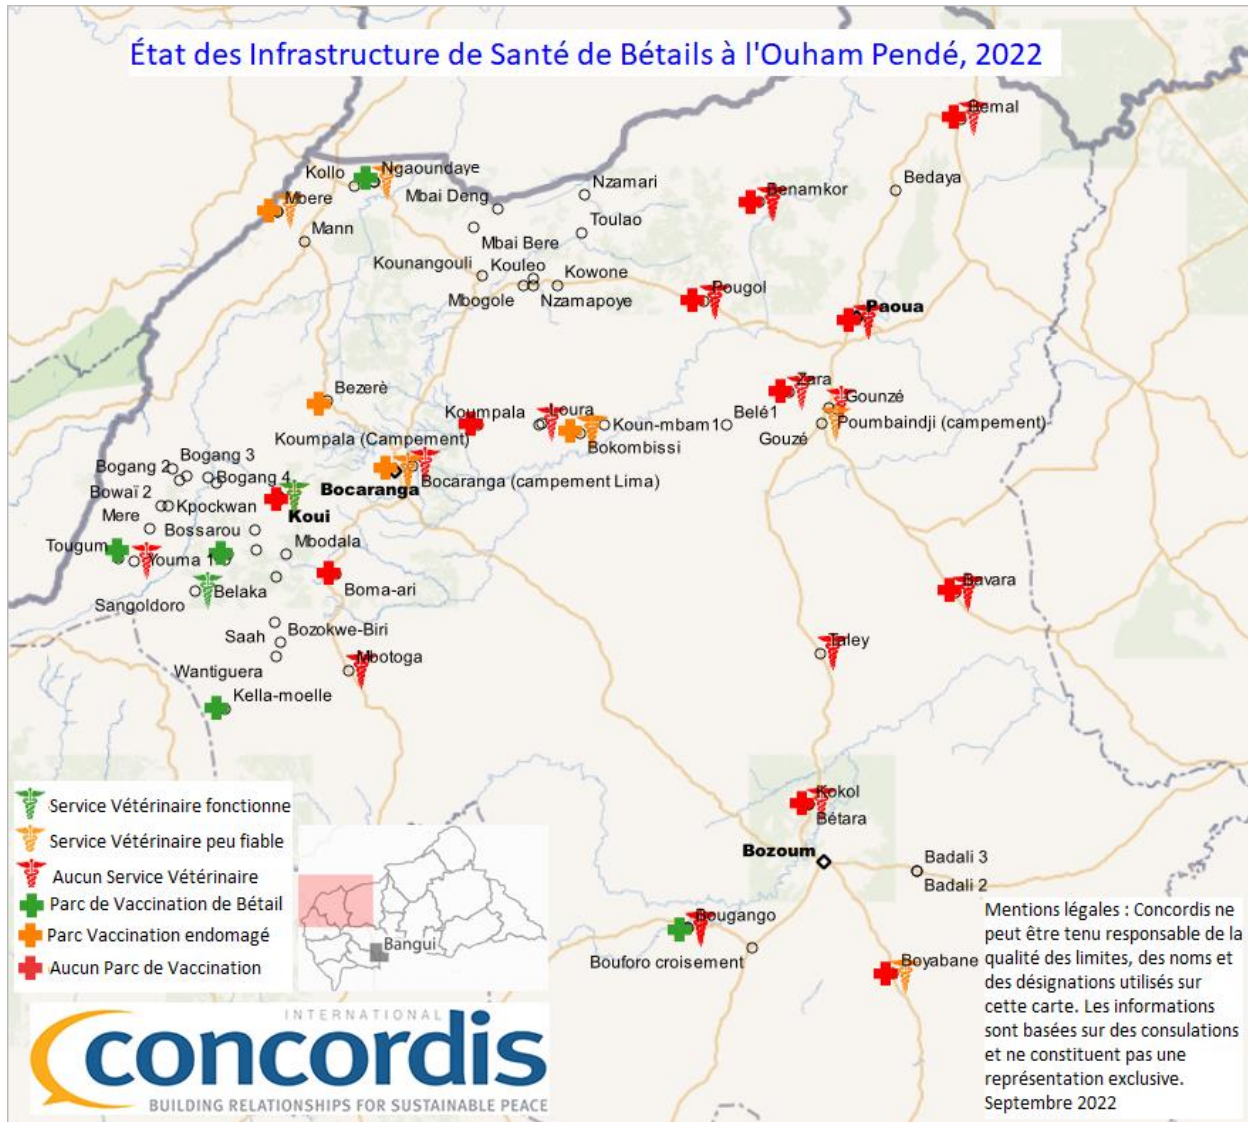 État des Infrastructure de Santé de Bétails à l'Ouham Pendé, 2022
Bemal
Kollo
Ngaoundaye
Mbere
Mbai Deng
Nzamari
Benamkor
Bedaya
Mann
Mbai Bere
Toulao
Kounangouli
Kouleo
Kowone
Mbogole
Nzamapoye
Pougol
Paoua
Bezerè
Zara
Koumpala
Loura
Koun-mbam1
Belé1
Gounzé
Gouzé
Poumbaindji (campement)
Koumpala (Campement)
Bokombissi
Bogang 2
Bogang 3
Bogang 4
Bocaranga
Bocaranga (campement Lima)
Bowaï 2
Kpockwan
Koui
Mere
Bossarou
Tougum
Youma 1
Mbodala
Sangoldoro
Belaka
Boma-ari
Bavara
Saah
Bozokwe-Biri
Taley
Wantiguera
Mbotoga
Kella-moelle
Kokol
Bétara
Bozoum
Badali 3
Badali 2
Bougango
Bouforo croisement
Boyabane
Service Vétérinaire fonctionne
Service Vétérinaire peu fiable
Aucun Service Vétérinaire
Parc de Vaccination de Bétail
Parc Vaccination endomagé
Aucun Parc de Vaccination
Bangui
INTERNATIONAL
concordis
BUILDING RELATIONSHIPS FOR SUSTAINABLE PEACE
Mentions légales : Concordis ne
peut être tenu responsable de la
qualité des limites, des noms et
des désignations utilisés sur
cette carte. Les informations
sont basées sur des consulations
et ne constituent pas une
représentation exclusive.
Septembre 2022